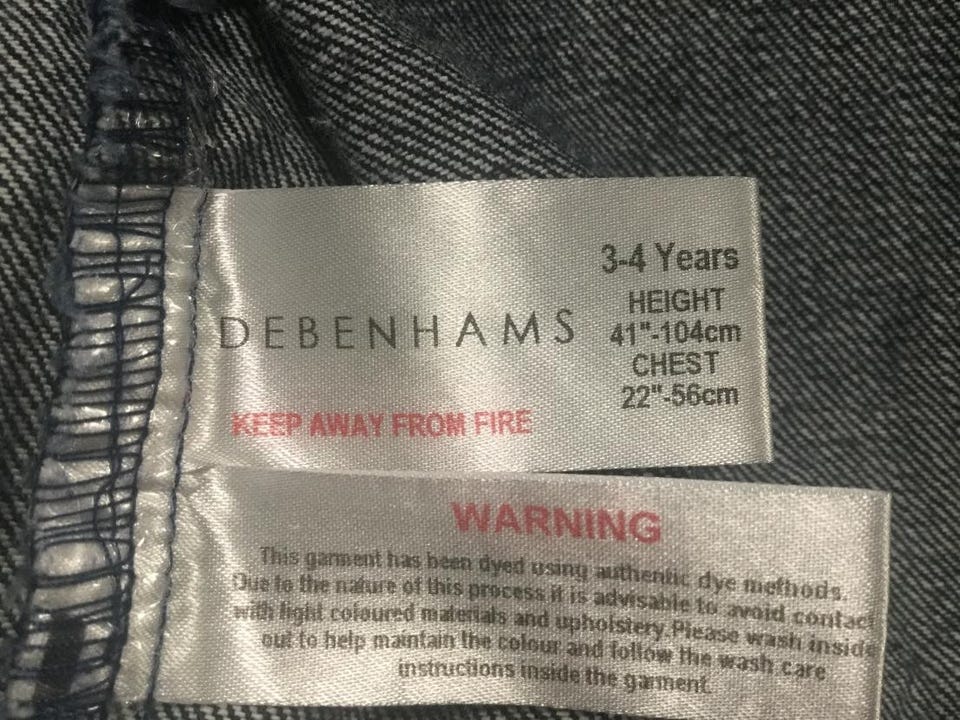 DEBENHAMS
KEEP AWAY FROM FIRE
3-4 Years
HEIGHT
41"-104cm
CHEST
22"-56cm
WARNING
This garment has been dyed using authentic dye methods.
Due to the nature of this process it is advisable to avoid contact
with light coloured materials and upholstery.Please wash inside
out to help maintain the colour and follow the wash care
instructions inside the garment.